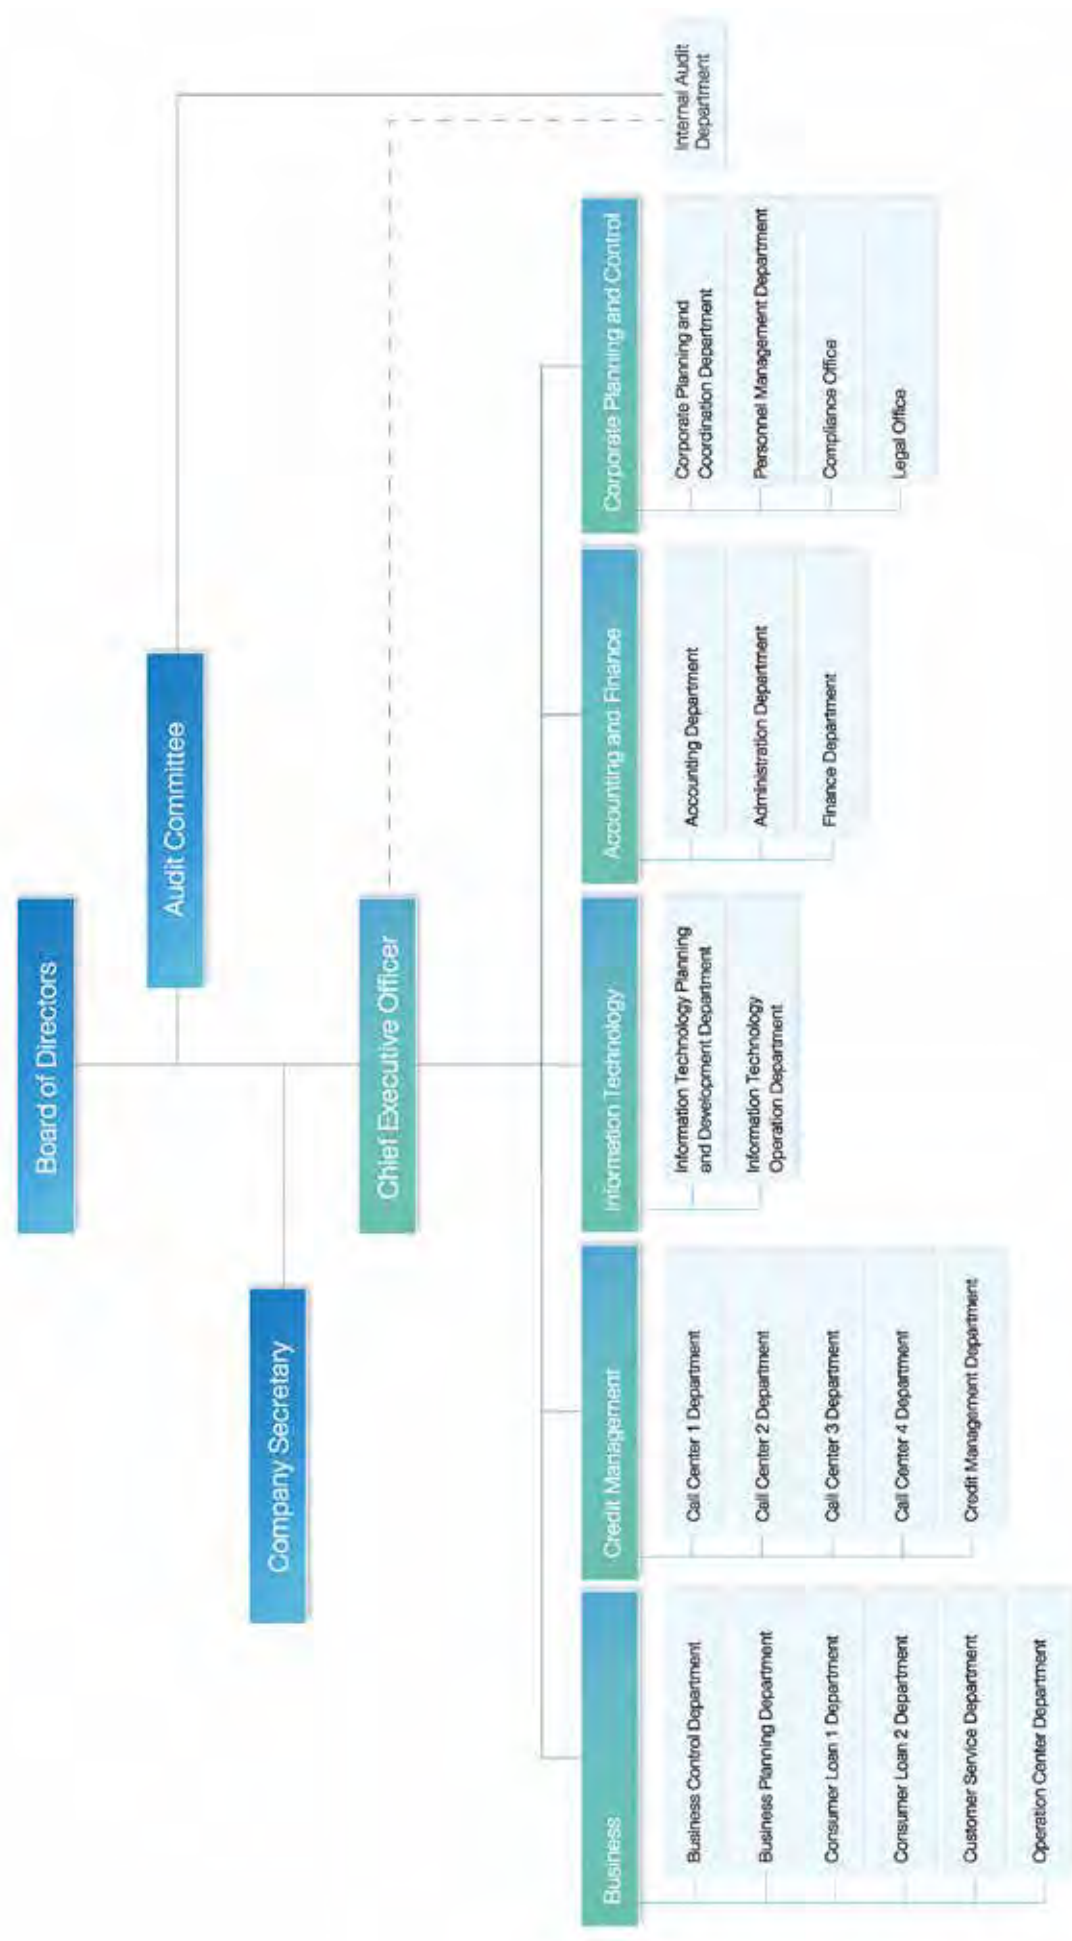 Board of Directors
Audit Committee
Company Secretary
Chief Executive Officer
Business
Business Control Department
Business Planning Department
Consumer Loan 1 Department
Consumer Loan 2 Department
Customer Service Department
Operation Center Department
Credit Management
Call Center 1 Department
Call Center 2 Department
Call Center 3 Department
Call Center 4 Department
Credit Management Department
Information Technology
Information Technology Planning
and Development Department
Information Technology
Operation Department
Accounting and Finance
Accounting Department
Administration Department
Finance Department
Corporate Planning and Control
Corporate Planning and
Coordination Department
Personnel Management Department
Compliance Office
Legal Office
Internal Audit
Department